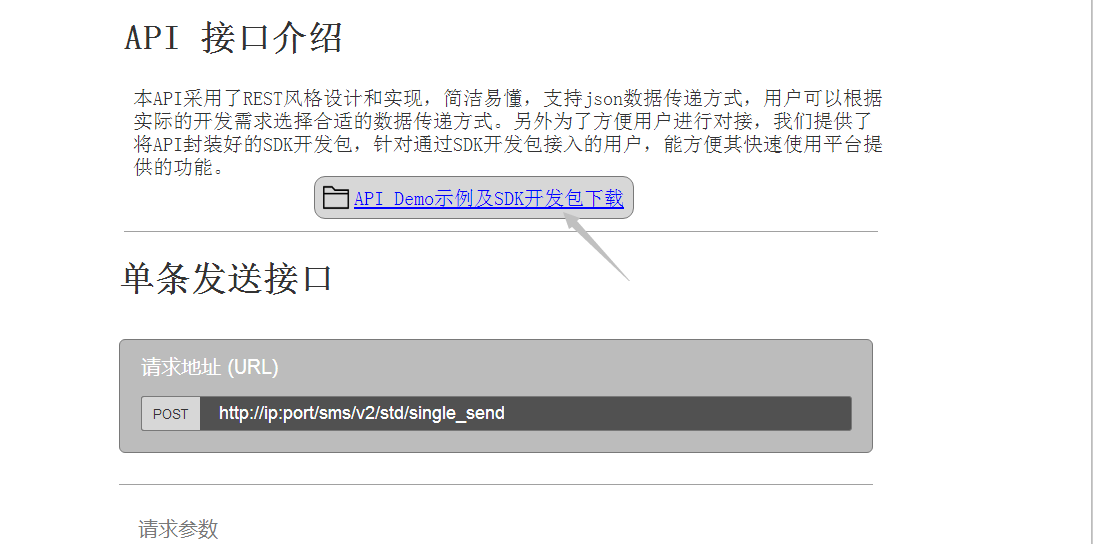 API 接口介绍
本API采用了REST风格设计和实现，简洁易懂，支持json数据传递方式，用户可以根据
实际的开发需求选择合适的数据传递方式。另外为了方便用户进行对接，我们提供了
将API封装好的SDK开发包，针对通过SDK开发包接入的用户，能方便其快速使用平台提
供的功能。
API Demo示例及SDK开发包下载
单条发送接口
请求地址 (URL)
POST http://ip:port/sms/v2/std/single_send
请求参数